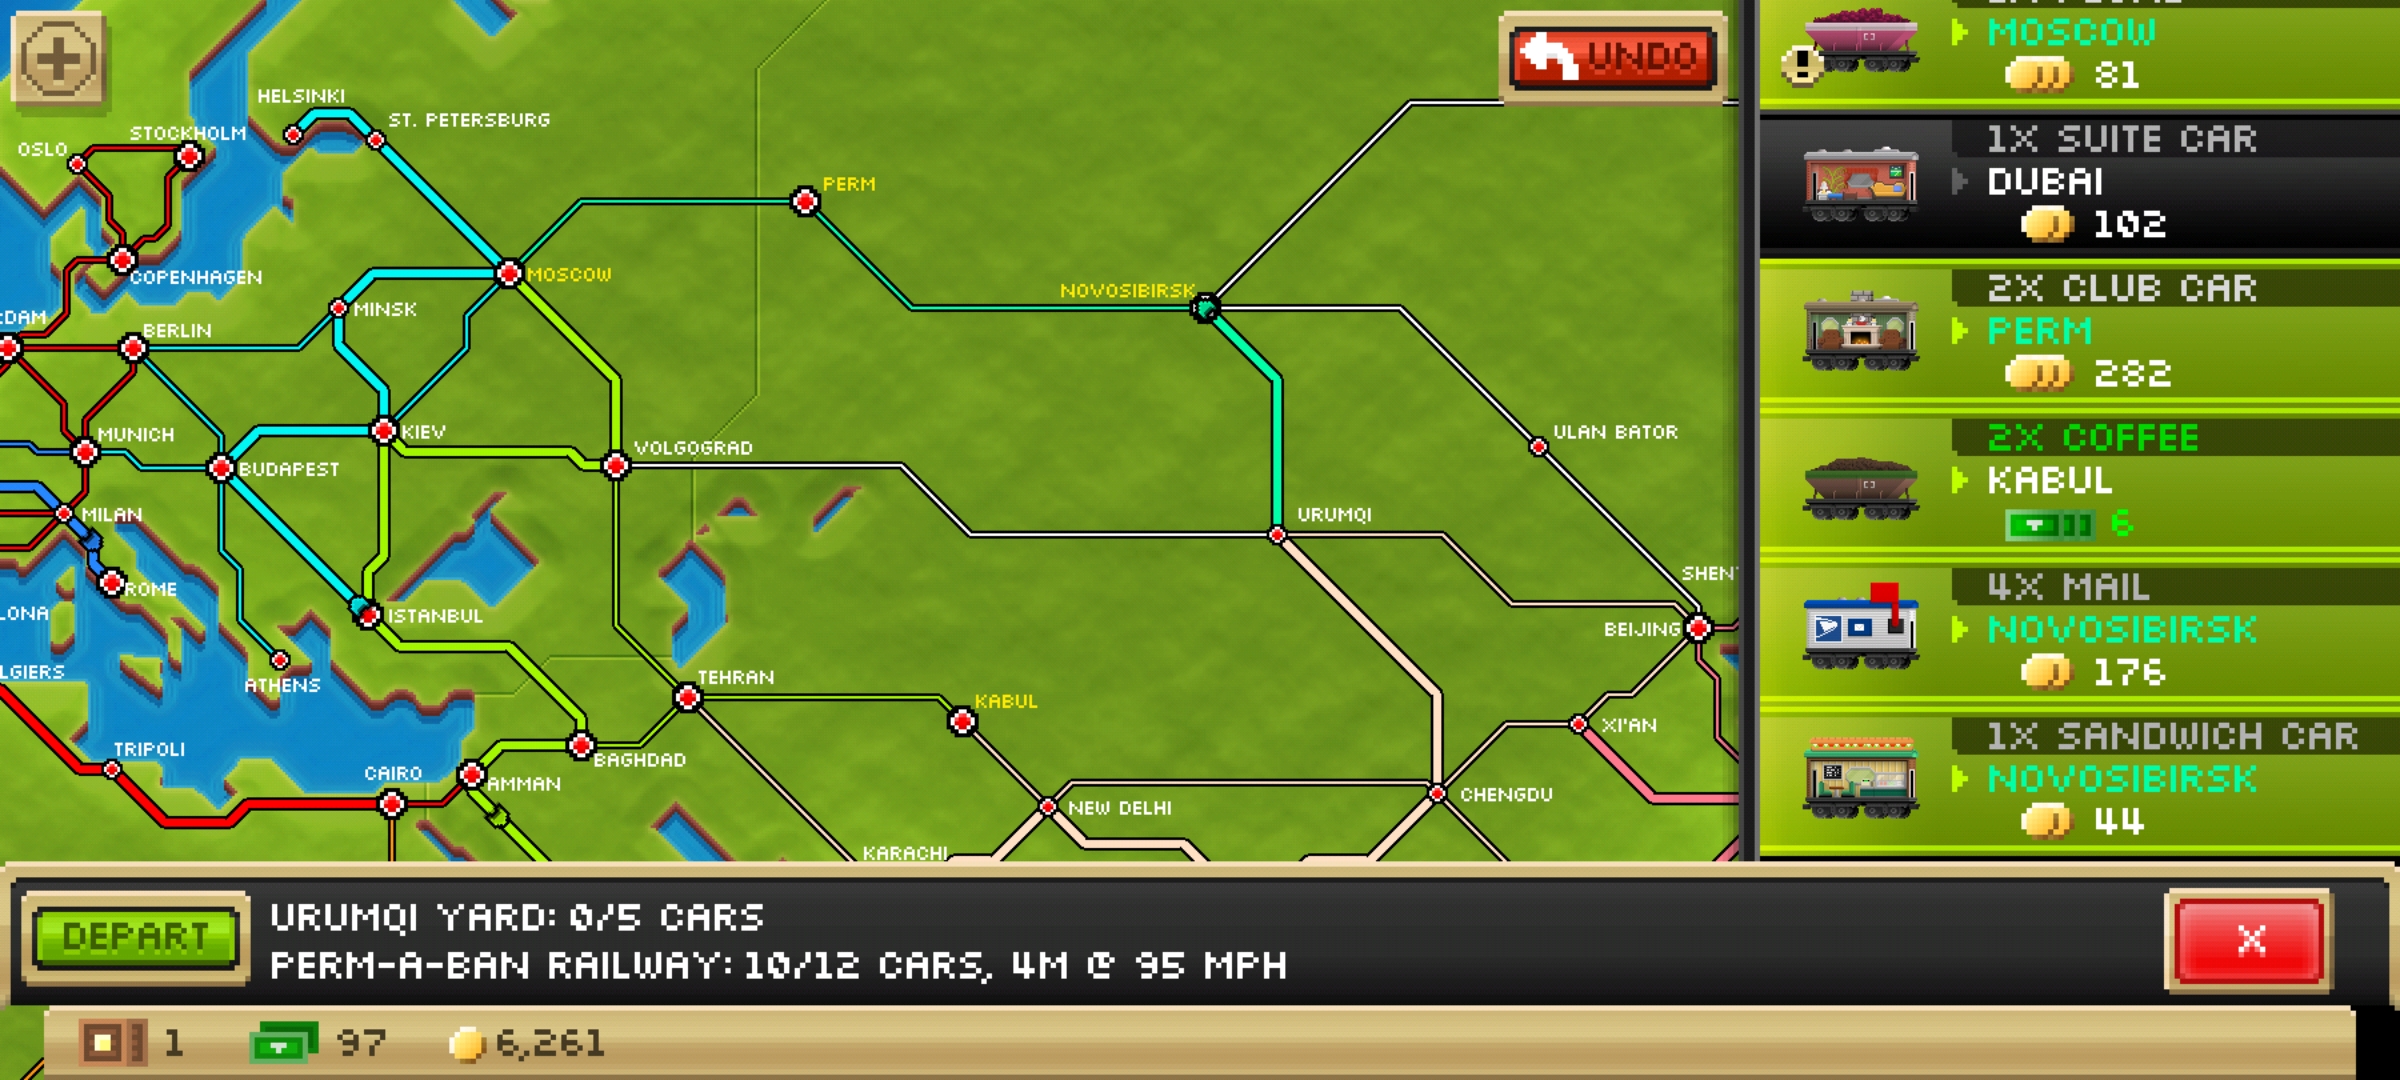 UNDO
HELSINKI
ST. PETERSBURG
STOCKHOLM
OSLO
PERM
COPENHAGEN
MOSCOW
NOVOSIBIRSK
MINSK
:DAM
BERLIN
MUNICH
KIEV
ULAN BATOR
VOLGOGRAD
BUDAPEST
MILAN
URUMQI
SHEN
ROME
LONA
ISTANBUL
BEIJING
LGIERS
ATHENS
TEHRAN
KABUL
XI'AN
TRIPOLI
BAGHDAD
CAIRO
AMMAN
CHENGDU
NEW DELHI
KARACHI
MOSCOW
81
1X SUITE CAR
DUBAI
102
2X CLUB CAR
PERM
282
2X COFFEE
KABUL
6
4X MAIL
NOVOSIBIRSK
176
1X SANDWICH CAR
NOVOSIBIRSK
44
DEPART
URUMQI YARD: 0/5 CARS
PERM-A-BAN RAILWAY: 10/12 CARS, 4M @ 95 MPH
X
1 97 6,261